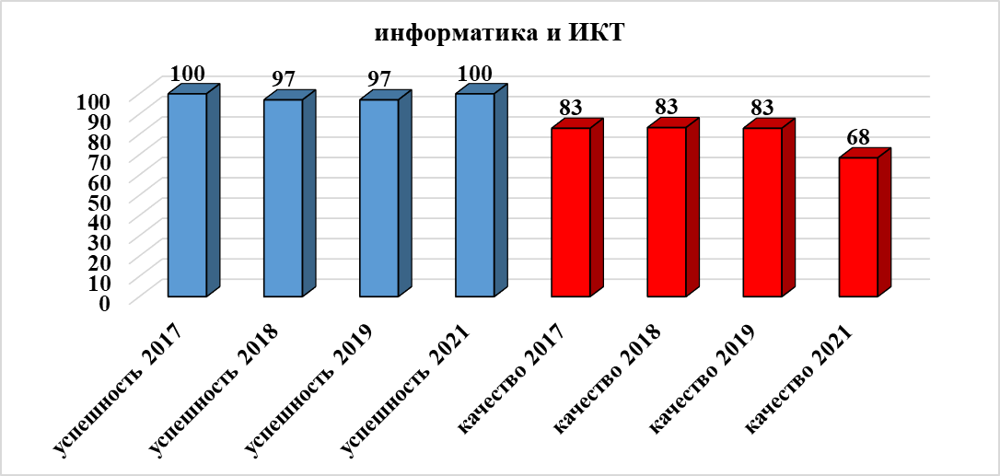 информатика и ИКТ
100
97
97
100
83
83
83
68
100
90
80
70
60
50
40
30
20
10
0
успешность 2017
успешность 2018
успешность 2019
успешность 2021
качество 2017
качество 2018
качество 2019
качество 2021